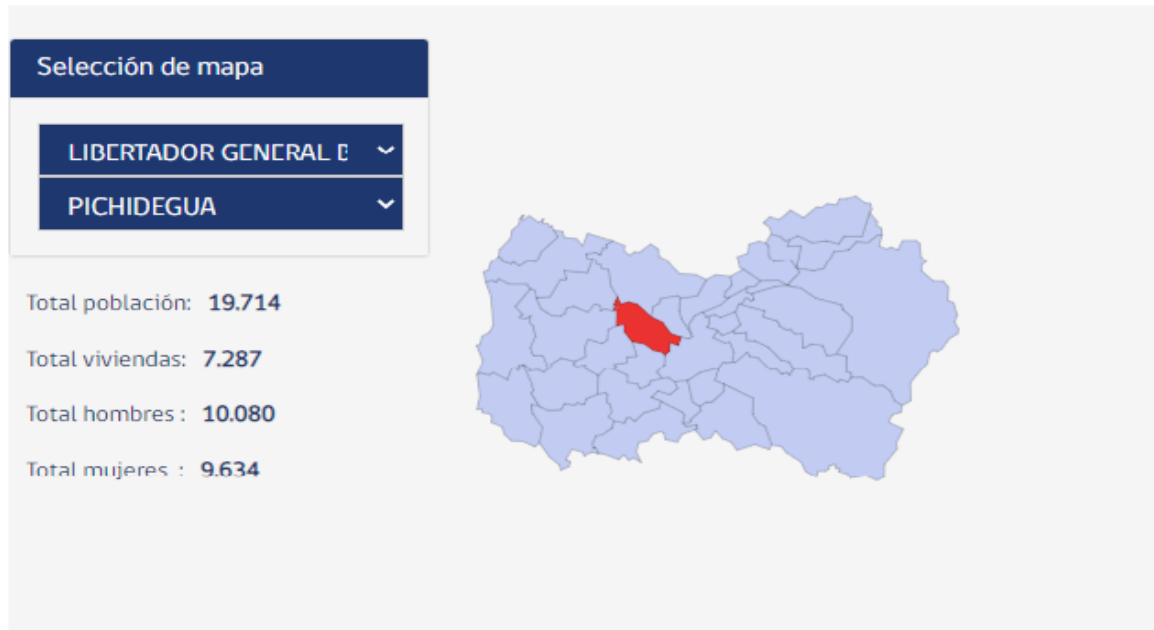 Selección de mapa
LIBERTADOR GENERAL B
PICHIDEGUA
Total población: 19.714
Total viviendas: 7.287
Total hombres : 10.080
Total mujeres : 9.634